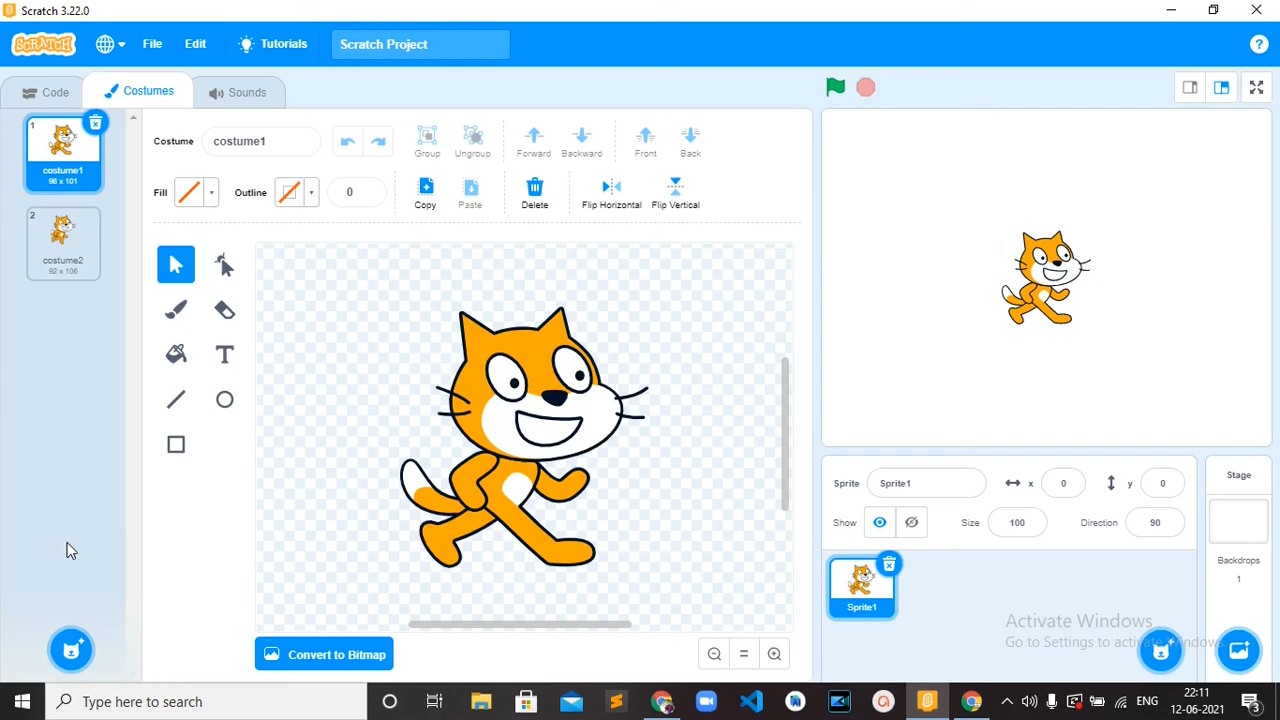 Scratch 3.22.0
SCRATCH
File
Edit
Tutorials
Scratch Project
?
Code
Costumes
Sounds
1
costume1
96 x 101
2
costume2
92 x 106
Costume
costume1
Group
Ungroup
Forward
Backward
Front
Back
Fill
Outline
0
Copy
Paste
Delete
Flip Horizontal
Flip Vertical
T
Convert to Bitmap
Sprite
Sprite1
x
0
y
0
Show
Size
100
Direction
90
Sprite1
Stage
Backdrops
1
Activate Windows
Go to Settings to activate Windows.
Type here to search
ENG
22:11
12-06-2021
3